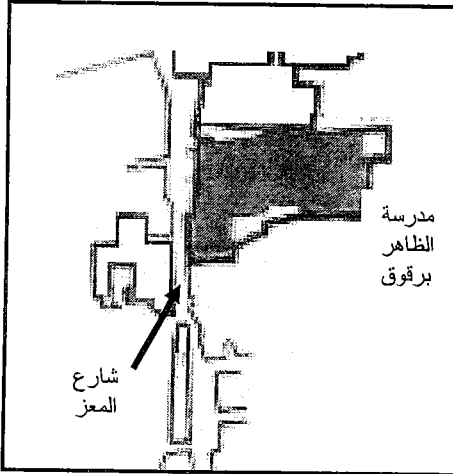 مدرسة
الظاهر
برقوق
شارع
المعز